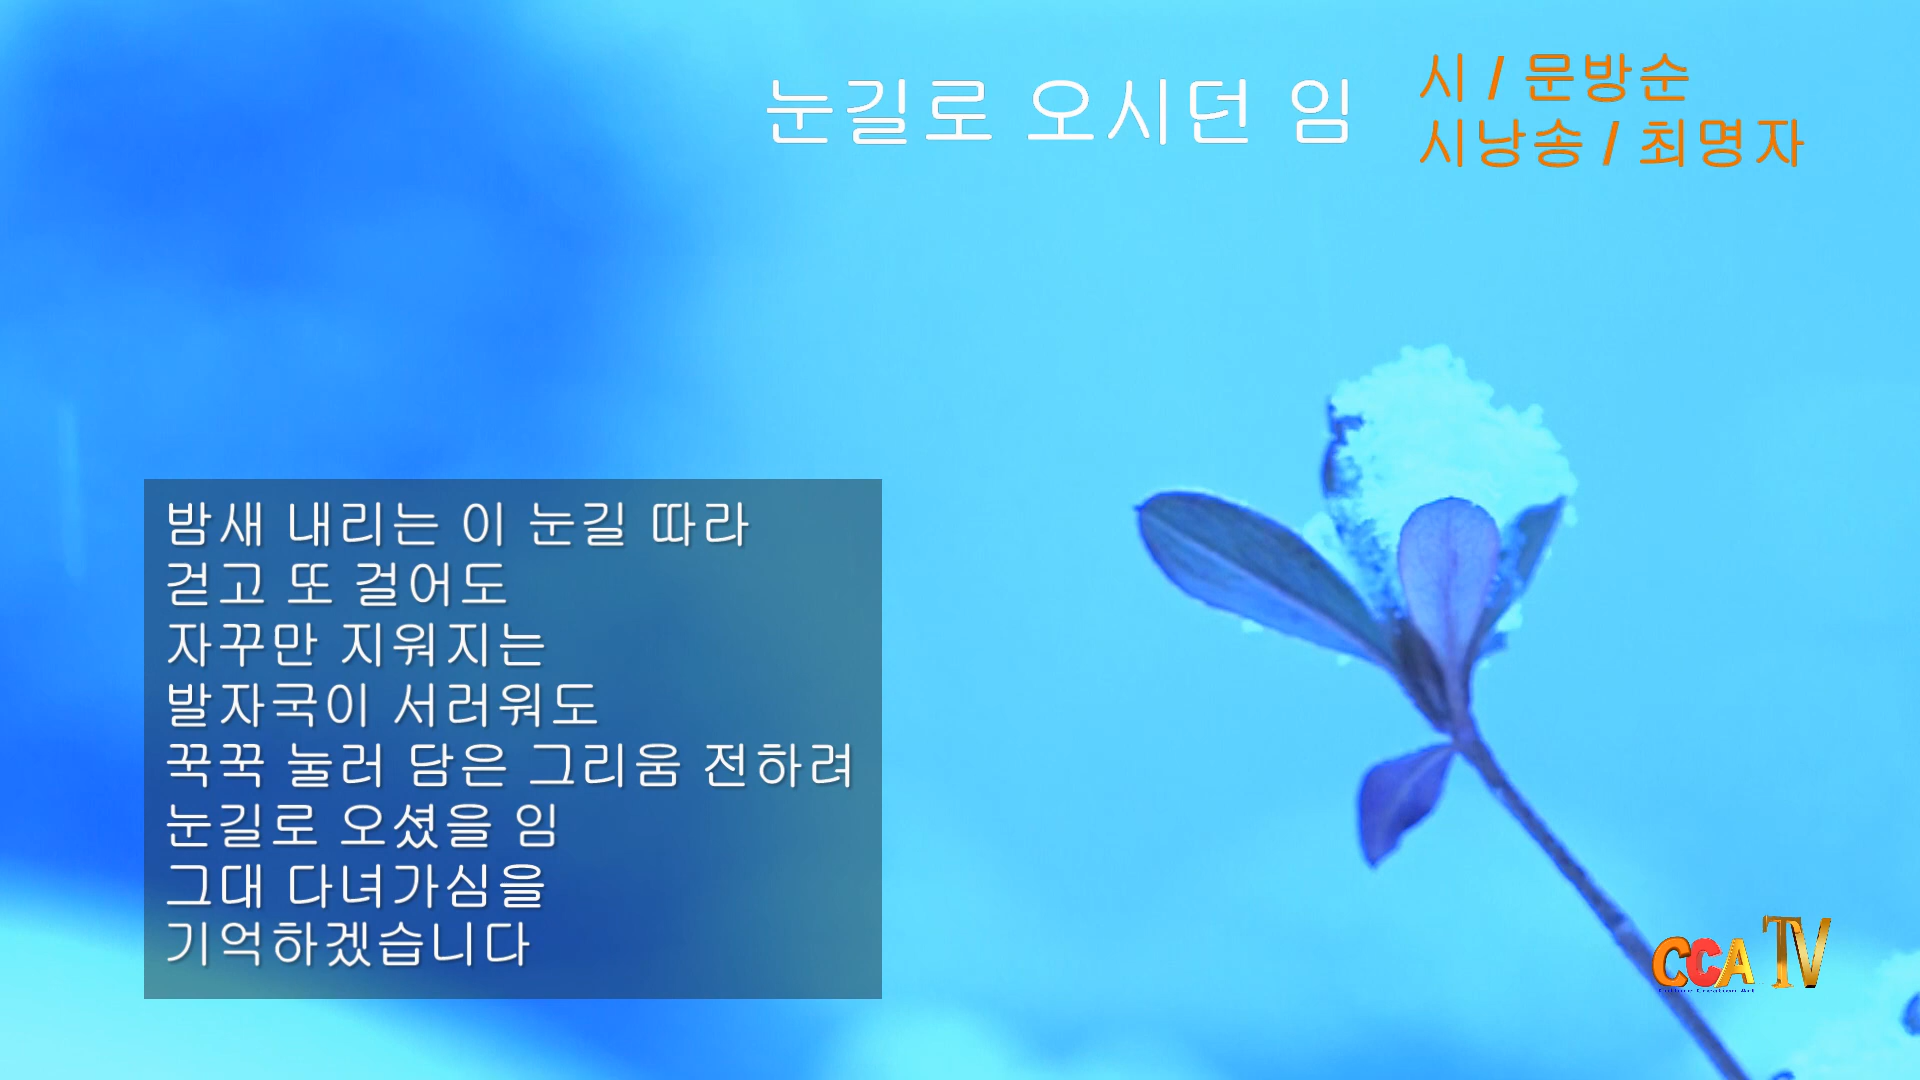 눈길로 오시던 임
시 / 문방순
시낭송 / 최명자
밤새 내리는 이 눈길 따라
걷고 또 걸어도
자꾸만 지워지는
발자국이 서러워도
꾹꾹 눌러 담은 그리움 전하려
눈길로 오셨을 임
그대 다녀가심을
기억하겠습니다
CCA TV
Culture Creation Art